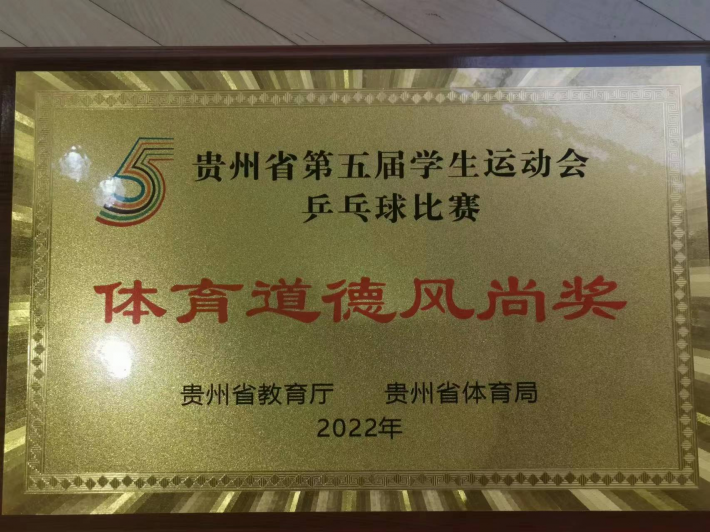 5 贵州省第五届学生运动会
乒乓球比赛
体育道德风尚奖
贵州省教育厅 贵州省体育局
2022年